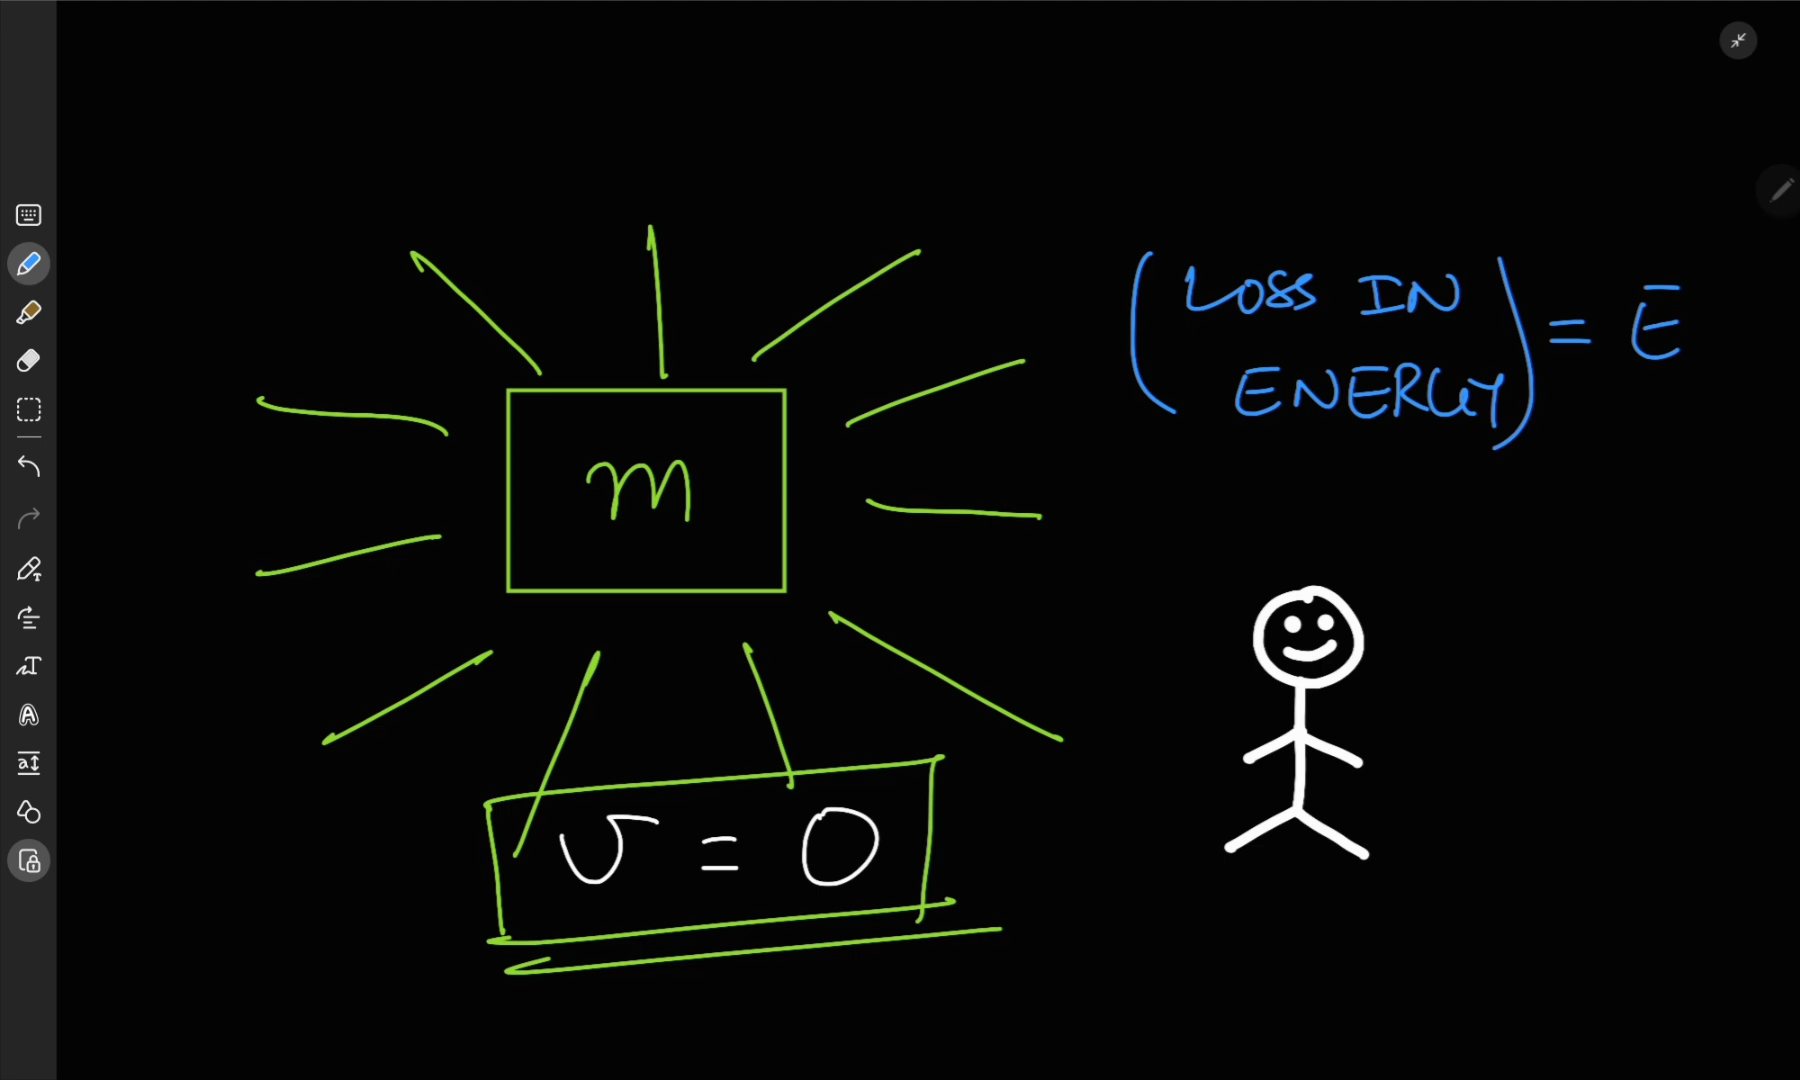 m
(LOSS IN
ENERGY) = E
v = 0